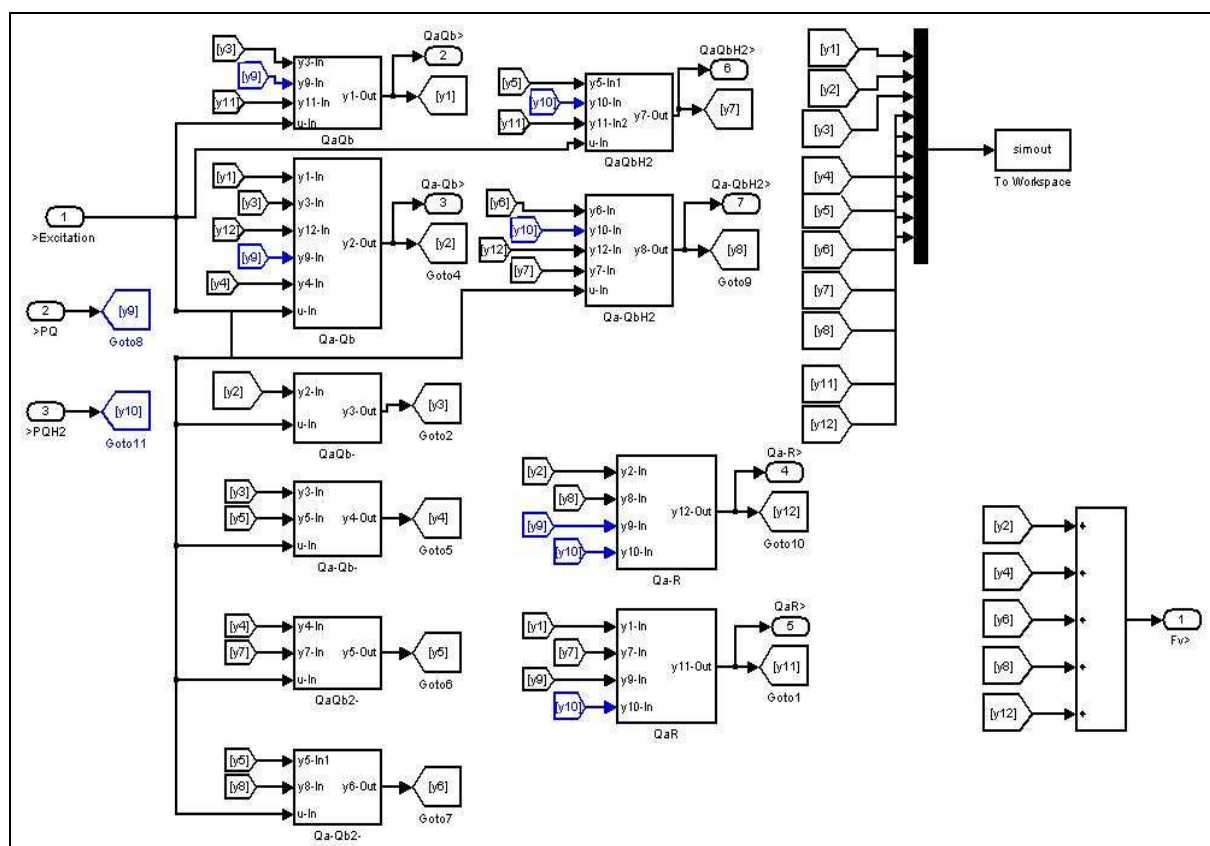 [y3]
[y9]
[y11]
y3-In
y9-In
y11-In
u-In
y1-Out
QaQb
QaQb>
2
[y1]
[y5]
[y10]
[y11]
y5-In1
y10-In
y11-In2
u-In
y7-Out
QaQbH2
QaQbH2>
6
[y7]
[y1]
[y2]
[y3]
[y4]
[y5]
[y6]
[y7]
[y8]
[y11]
[y12]
simout
To Workspace
1
>Excitation
[y1]
[y3]
[y12]
[y9]
[y4]
y1-In
y3-In
y12-In
y9-In
y4-In
u-In
y2-Out
Qa-Qb
Qa-Qb>
3
[y2]
Goto4
[y6]
[y10]
[y12]
[y7]
y6-In
y10-In
y12-In
y7-In
u-In
y8-Out
Qa-QbH2
Qa-QbH2>
7
[y8]
Goto9
2
>PQ
[y9]
Goto8
3
>PQH2
[y10]
Goto11
[y2]
y2-In
u-In
y3-Out
QaQb-
[y3]
Goto2
[y3]
[y5]
y3-In
y5-In
u-In
y4-Out
Qa-Qb-
[y4]
Goto5
[y2]
[y8]
[y9]
[y10]
y2-In
y8-In
y9-In
y10-In
y12-Out
Qa-R
Qa-R>
4
[y12]
Goto10
[y4]
[y7]
y4-In
y7-In
u-In
y5-Out
QaQb2-
[y5]
Goto6
[y1]
[y7]
[y9]
[y10]
y1-In
y7-In
y9-In
y10-In
y11-Out
QaR
QaR>
5
[y11]
Goto1
[y5]
[y8]
y5-In1
y8-In
u-In
y6-Out
Qa-Qb2-
[y6]
Goto7
[y2]
[y4]
[y6]
[y8]
[y12]
+
+
+
+
+
1
Fv>